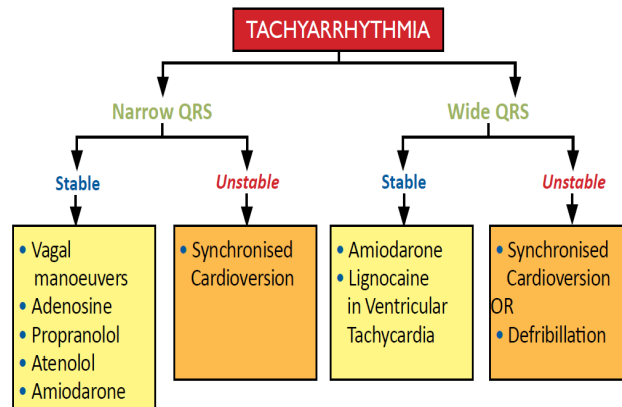 TACHYARRHYTHMIA
Narrow QRS
Wide QRS
Stable
Unstable
Stable
Unstable
• Vagal
manoeuvers
• Adenosine
• Propranolol
• Atenolol
• Amiodarone
• Synchronised
Cardioversion
• Amiodarone
• Lignocaine
in Ventricular
Tachycardia
• Synchronised
Cardioversion
OR
• Defribillation